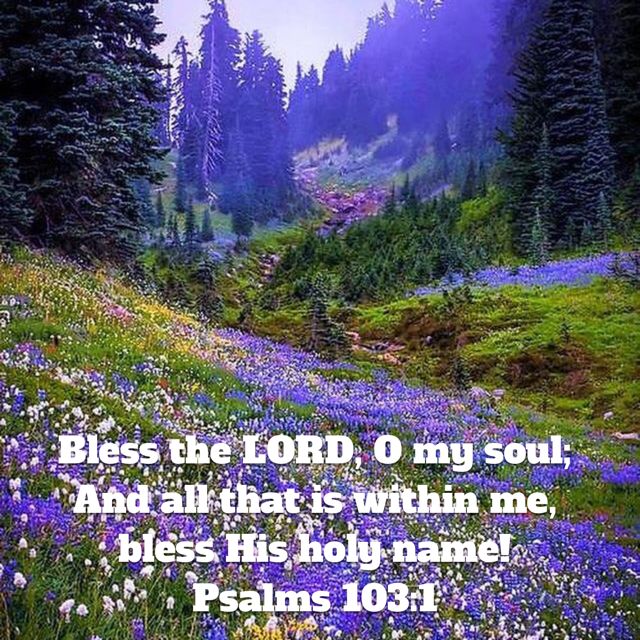 Bless the LORD, O my soul;
And all that is within me,
bless His holy name!
Psalms 103:1